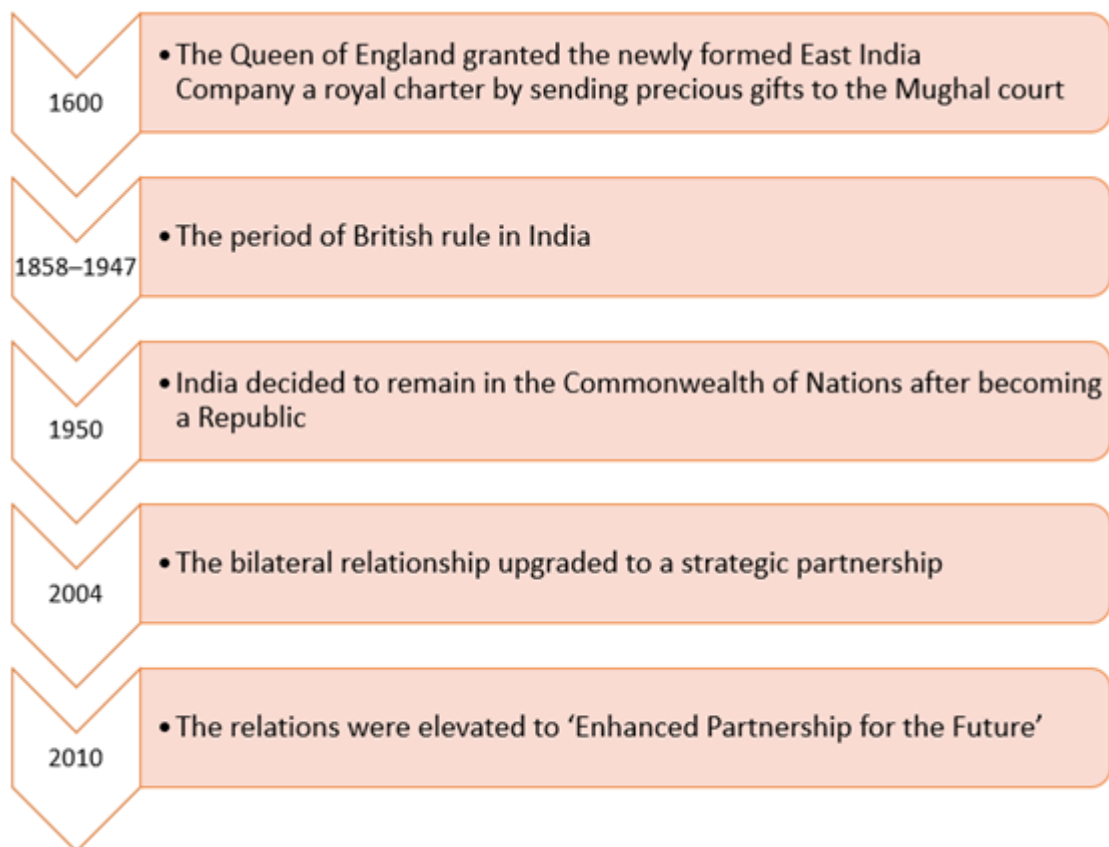 1600
• The Queen of England granted the newly formed East India
Company a royal charter by sending precious gifts to the Mughal court
1858–1947
• The period of British rule in India
1950
• India decided to remain in the Commonwealth of Nations after becoming
a Republic
2004
• The bilateral relationship upgraded to a strategic partnership
2010
• The relations were elevated to ‘Enhanced Partnership for the Future’